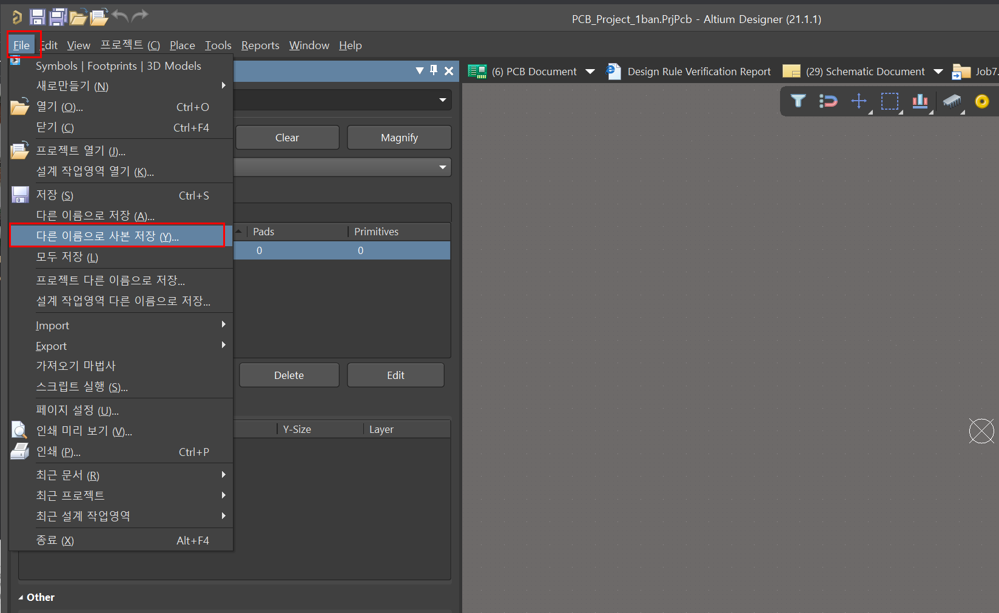 PCB_Project_1ban.PrjPcb - Altium Designer (21.1.1)
File Edit View 프로젝트 (C) Place Tools Reports Window Help
Symbols | Footprints | 3D Models
새로만들기 (N)
열기 (O)... Ctrl+O
닫기 (C) Ctrl+F4
프로젝트 열기 (J)...
설계 작업영역 열기 (K)...
저장 (S) Ctrl+S
다른 이름으로 저장 (A)...
다른 이름으로 사본 저장 (Y)...
모두 저장 (L)
프로젝트 다른 이름으로 저장...
설계 작업영역 다른 이름으로 저장...
Import
Export
가져오기 마법사
스크립트 실행 (S)...
페이지 설정 (U)...
인쇄 미리 보기 (V)...
인쇄 (P)... Ctrl+P
최근 문서 (R)
최근 프로젝트
최근 설계 작업영역
종료 (X) Alt+F4
Clear Magnify
Pads Primitives
0 0
Delete Edit
Y-Size Layer
Other
(6) PCB Document Design Rule Verification Report (29) Schematic Document Job7.